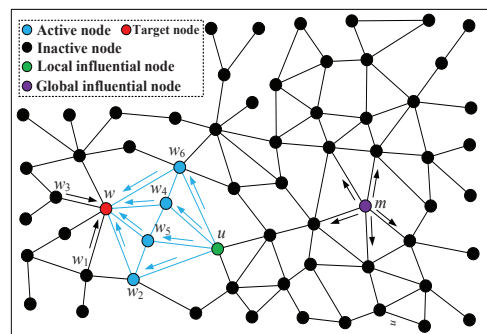 Active node
Target node
Inactive node
Local influential node
Global influential node
w6
w3
w
w4
m
u
w5
w1
w2